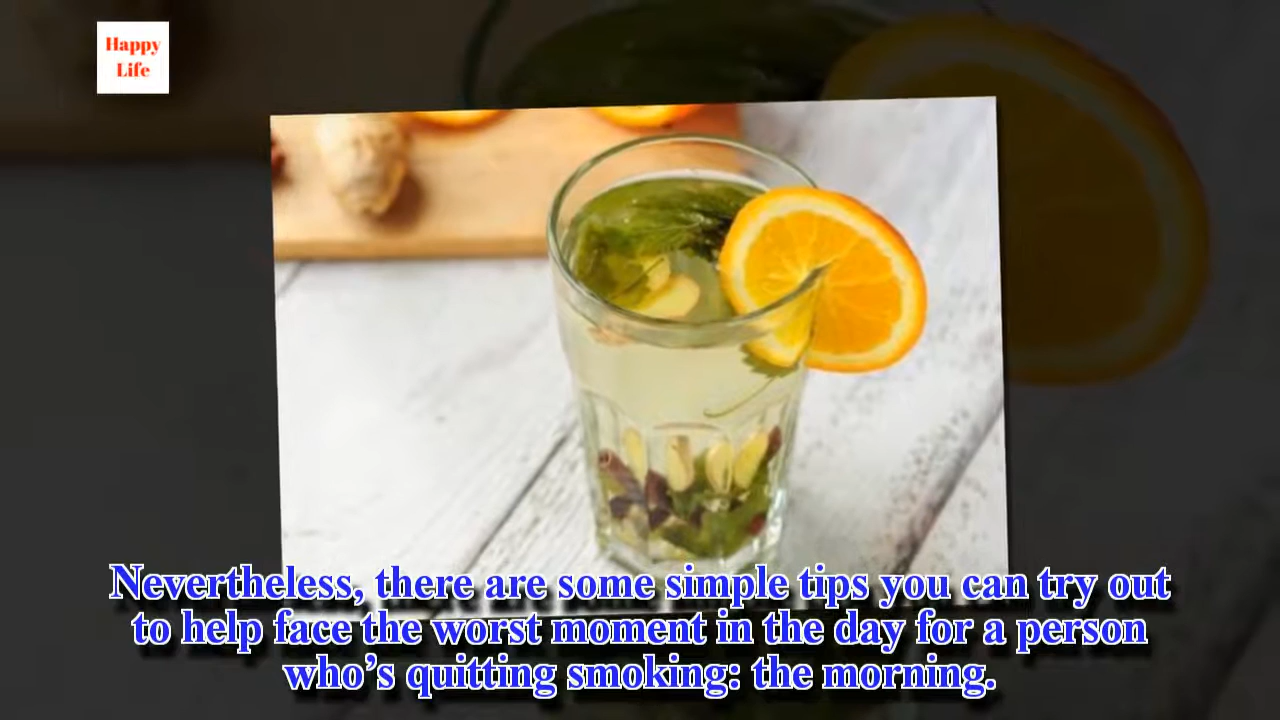 Happy
Life
Nevertheless, there are some simple tips you can try out
to help face the worst moment in the day for a person
who’s quitting smoking: the morning.